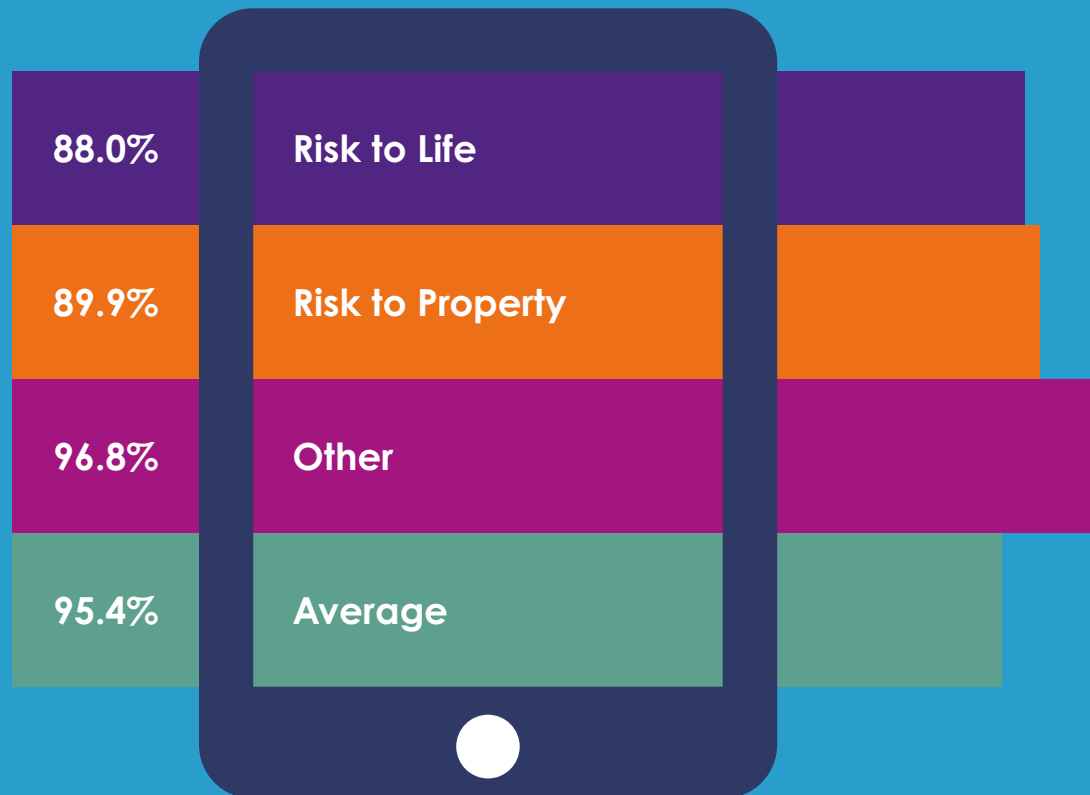 88.0% Risk to Life
89.9% Risk to Property
96.8% Other
95.4% Average